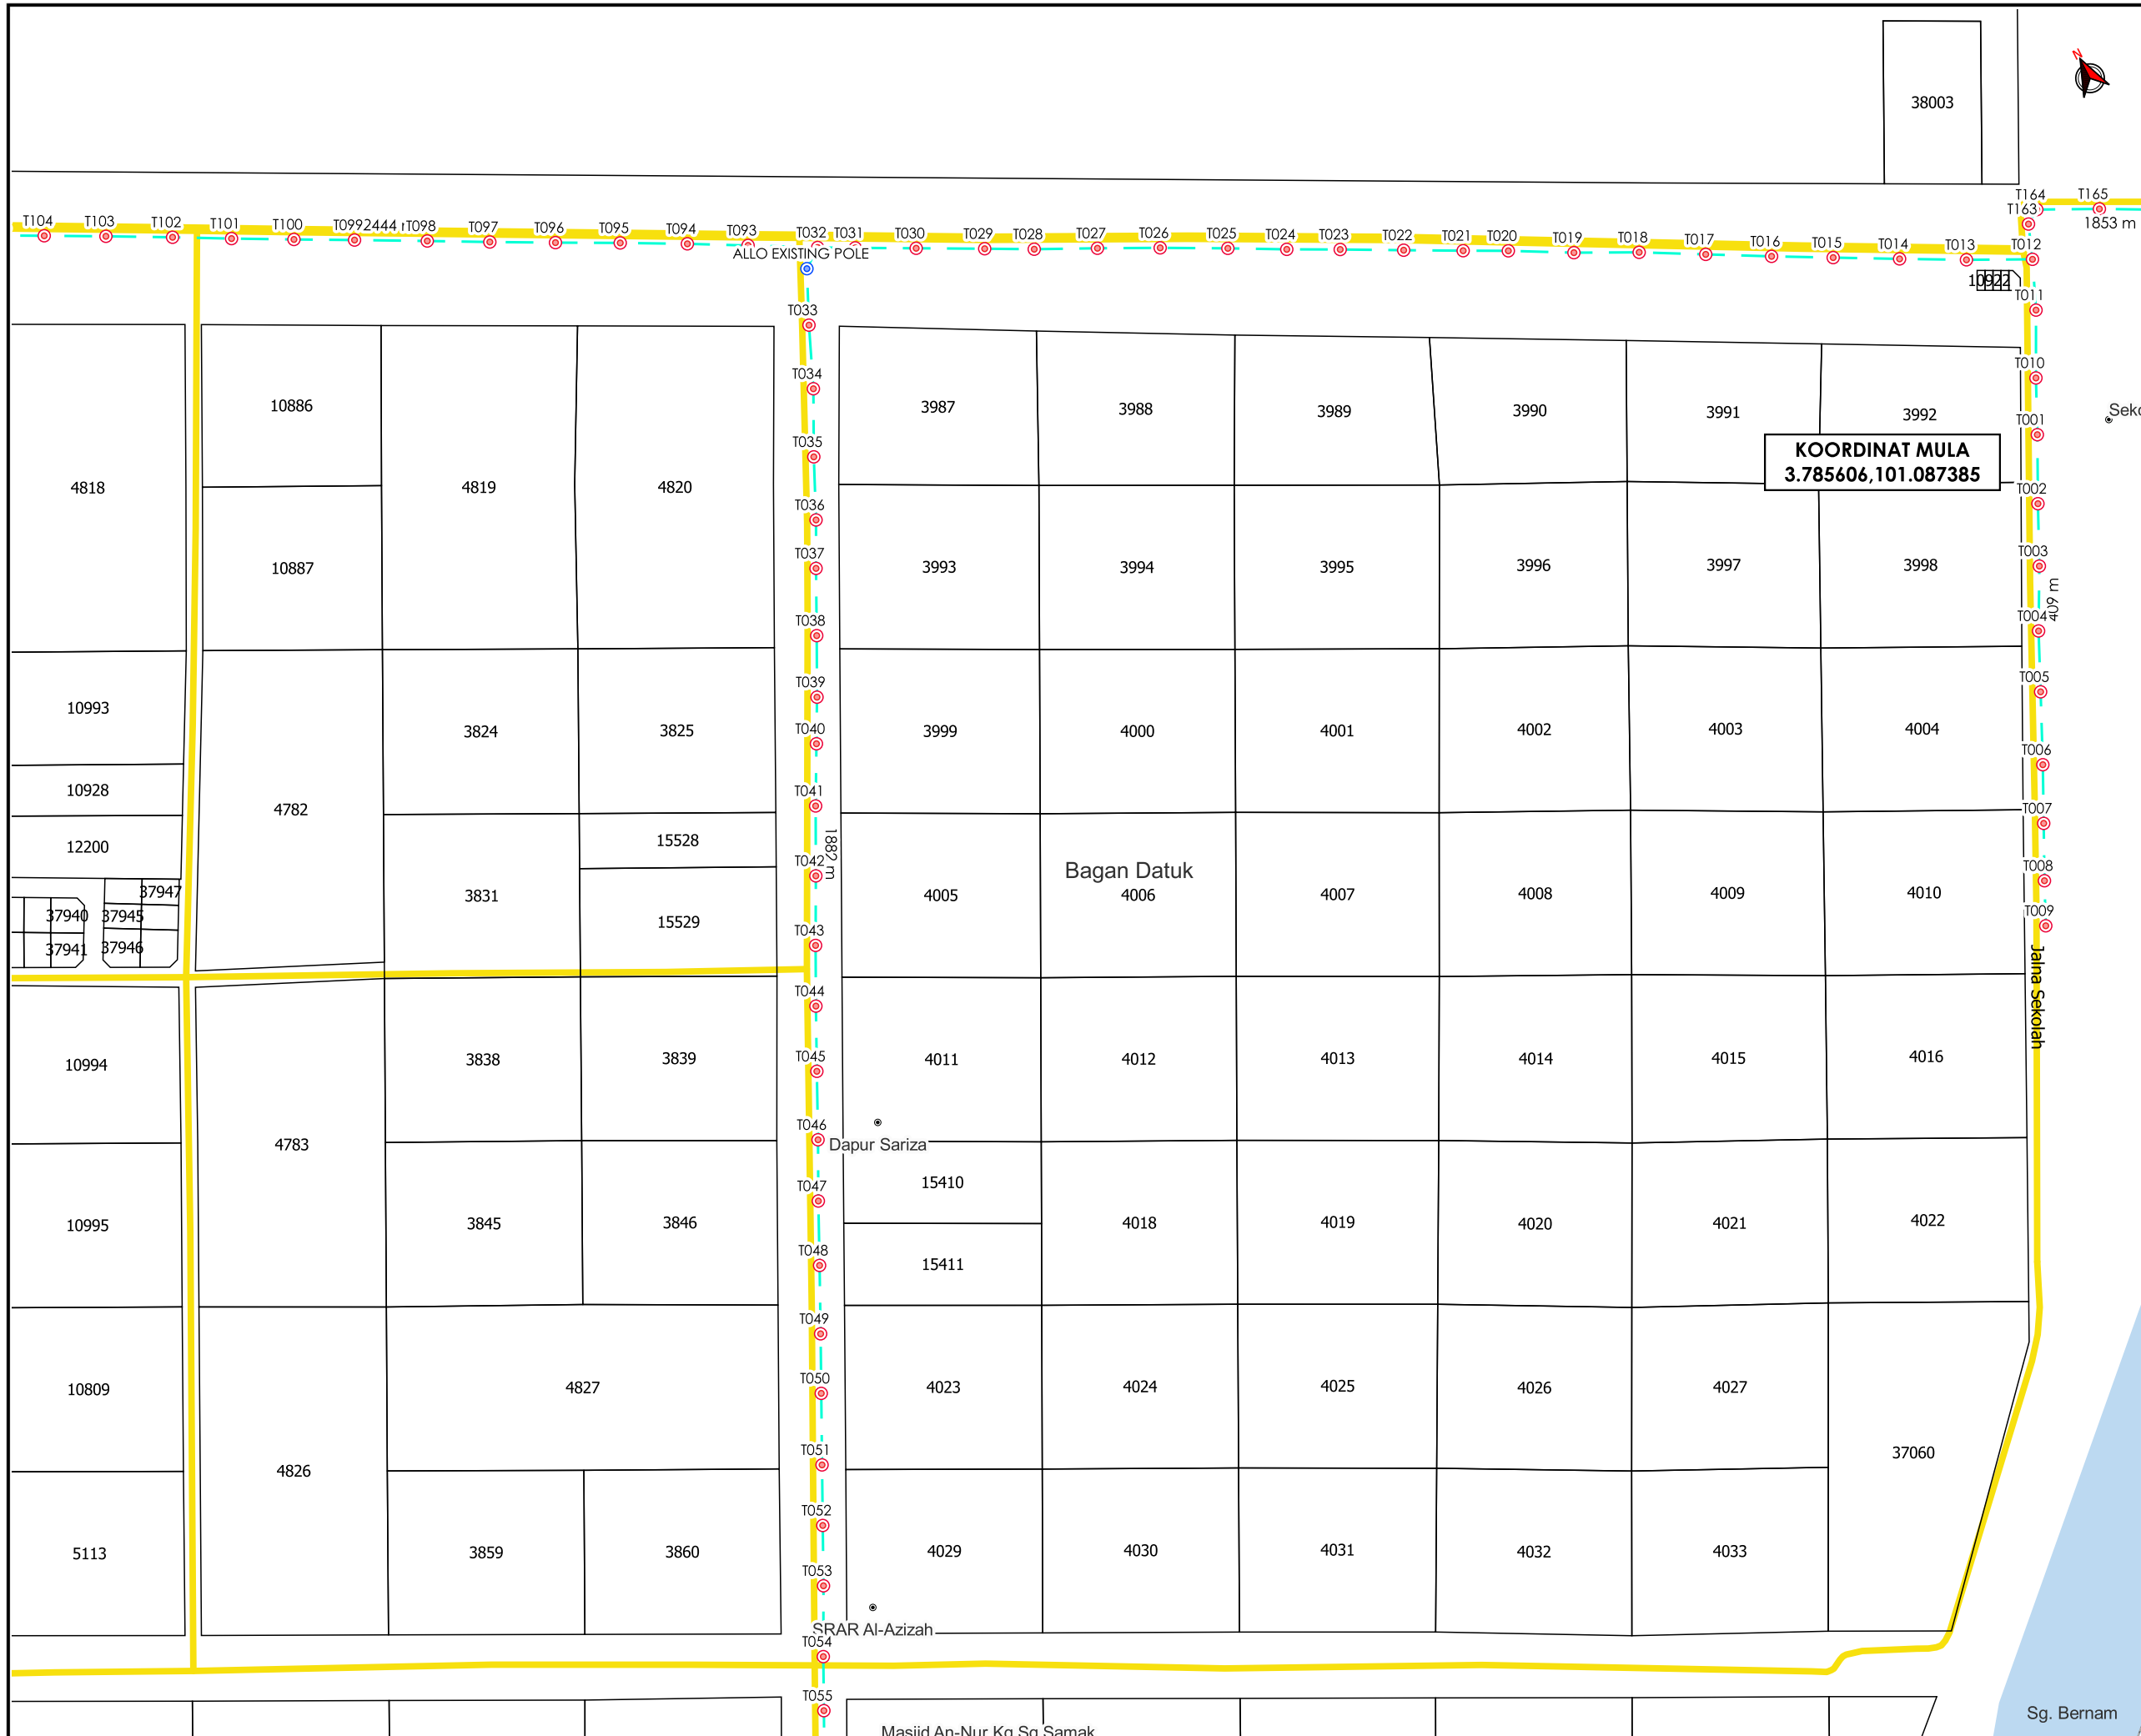 N
38003
T164 T165
T163
1853 m
T104 T103 T102 T101 T100 T099 2444 T098 T097 T096 T095 T094 T093 T032 T031 T030 T029 T028 T027 T026 T025 T024 T023 T022 T021 T020 T019 T018 T017 T016 T015 T014 T013 T012
ALLO EXISTING POLE
10922
T011
T033
T010
T034
10886 3987 3988 3989 3990 3991 3992
T001
KOORDINAT MULA
3.785606,101.087385
T035
4818 4819 4820
T002
T036
T037 T003
10887 3993 3994 3995 3996 3997 3998
409 m
T038 T004
T039 T005
10993
3824 3825 3999 4000 4001 4002 4003 4004
T040
T006
10928
4782
T041 T007
15528
12200
1882 m
T042 T008
Bagan Datuk
37947
3831 4005 4006 4007 4008 4009 4010
37940 37945
15529
T009
37941 37946
T043
Jalna Sekolah
T044
10994 3838 3839 4011 4012 4013 4014 4015 4016
T045
T046
4783
Dapur Sariza
T047
15410
10995 3845 3846 4018 4019 4020 4021 4022
T048
15411
T049
T050
10809 4827 4023 4024 4025 4026 4027
T051
37060
4826
T052
5113 3859 3860 4029 4030 4031 4032 4033
T053
SRAR Al-Azizah
T054
T055
Sg. Bernam
Masjid An-Nur Kg Sg Samak